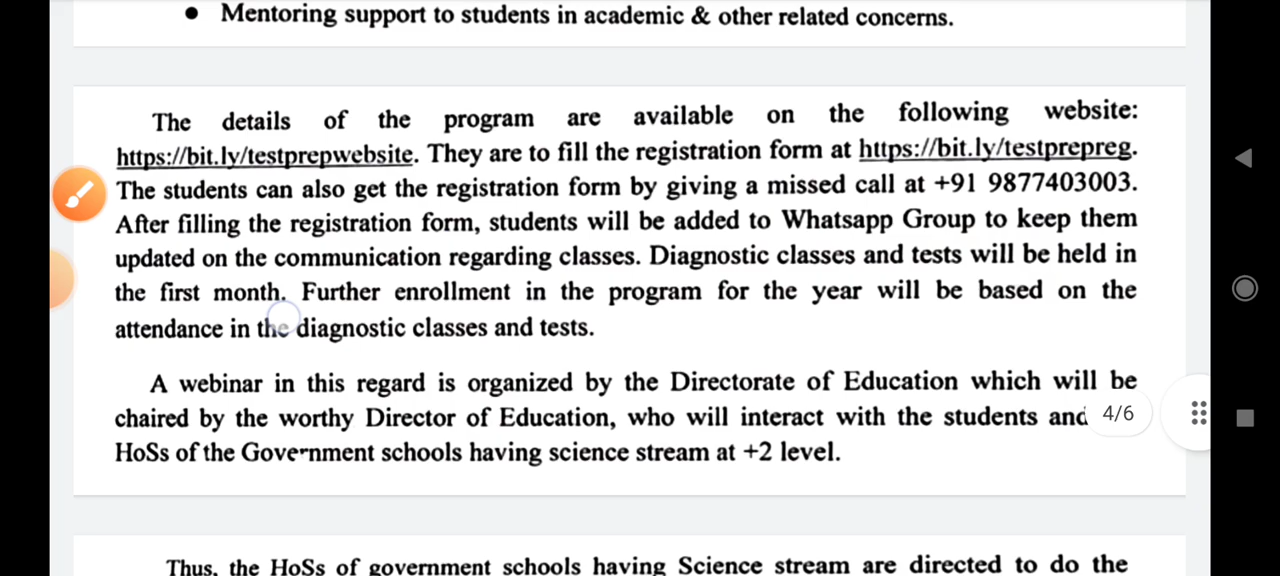 • Mentoring support to students in academic & other related concerns.
The details of the program are available on the following website:
https://bit.ly/testprepwebsite. They are to fill the registration form at https://bit.ly/testprepreg.
The students can also get the registration form by giving a missed call at +91 9877403003.
After filling the registration form, students will be added to Whatsapp Group to keep them
updated on the communication regarding classes. Diagnostic classes and tests will be held in
the first month. Further enrollment in the program for the year will be based on the
attendance in the diagnostic classes and tests.
A webinar in this regard is organized by the Directorate of Education which will be
chaired by the worthy Director of Education, who will interact with the students and
4/6
HoSs of the Government schools having science stream at +2 level.
Thus, the HoSs of government schools having Science stream are directed to do the